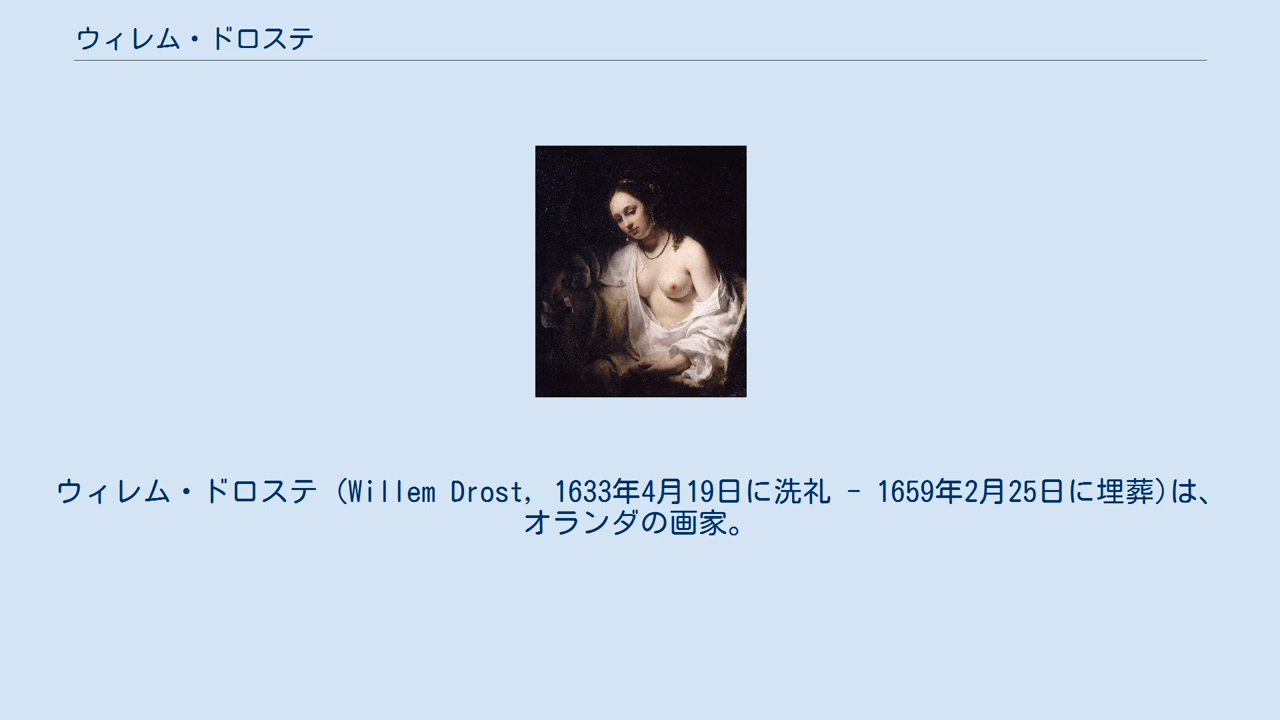 ウィレム・ドロステ
ウィレム・ドロステ (Willem Drost, 1633年4月19日に洗礼 - 1659年2月25日に埋葬)は、
オランダの画家。